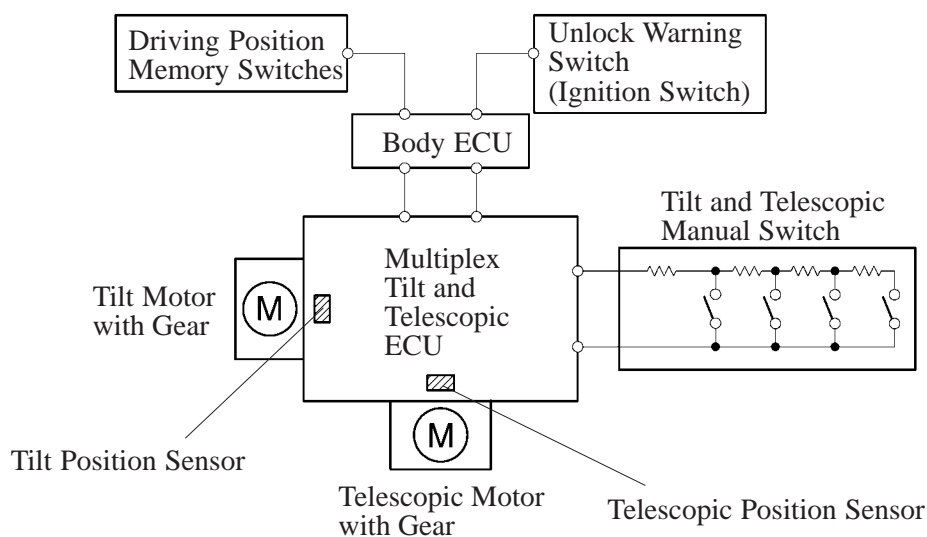 Driving Position
Memory Switches
Unlock Warning
Switch
(Ignition Switch)
Body ECU
Tilt and Telescopic
Manual Switch
Multiplex
Tilt and
Telescopic
ECU
Tilt Motor
with Gear
M
M
Tilt Position Sensor
Telescopic Motor
with Gear
Telescopic Position Sensor